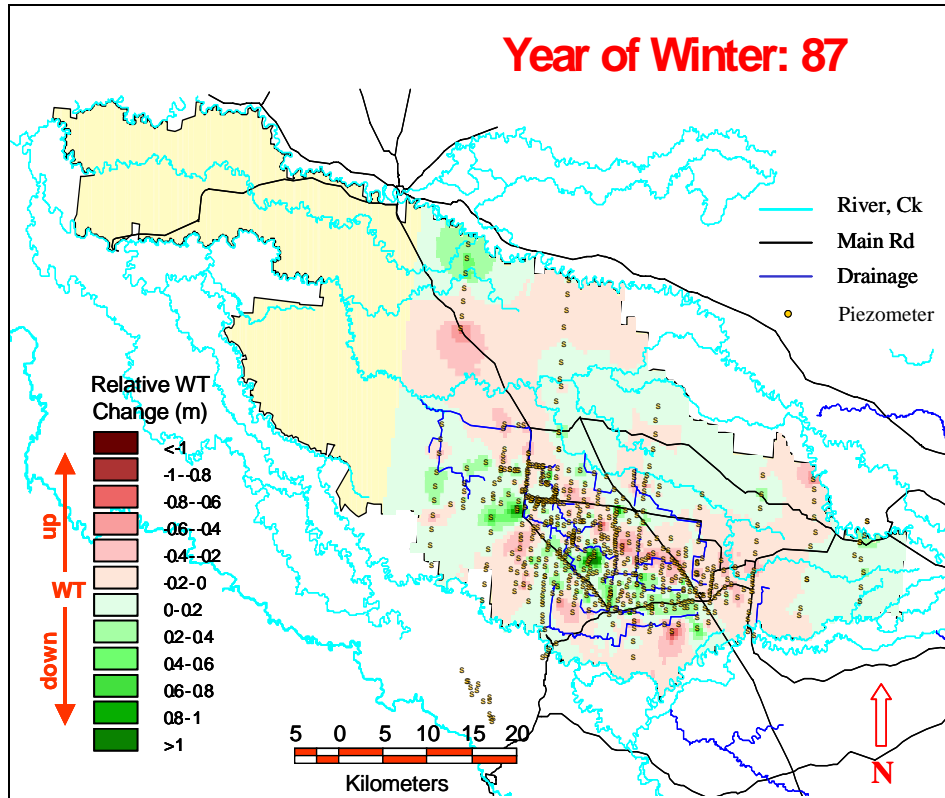 Year of Winter: 87
River, Ck
Main Rd
Drainage
Piezometer
Relative WT
Change (m)
<-1
-1--0.8
-0.8--0.6
-0.6--0.4
-0.4--0.2
-0.2-0
0-0.2
0.2-0.4
0.4-0.6
0.6-0.8
0.8-1
>1
up
WT
down
5 0 5 10 15 20
Kilometers
N